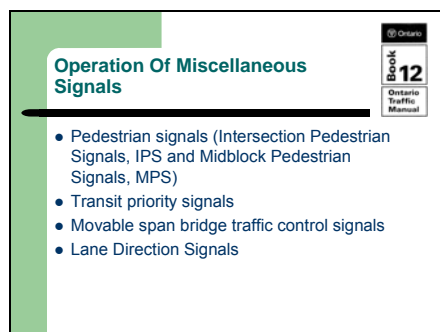 Operation Of Miscellaneous
Signals
Ontario
Book 12
Ontario
Traffic
Manual
• Pedestrian signals (Intersection Pedestrian
Signals, IPS and Midblock Pedestrian
Signals, MPS)
• Transit priority signals
• Movable span bridge traffic control signals
• Lane Direction Signals